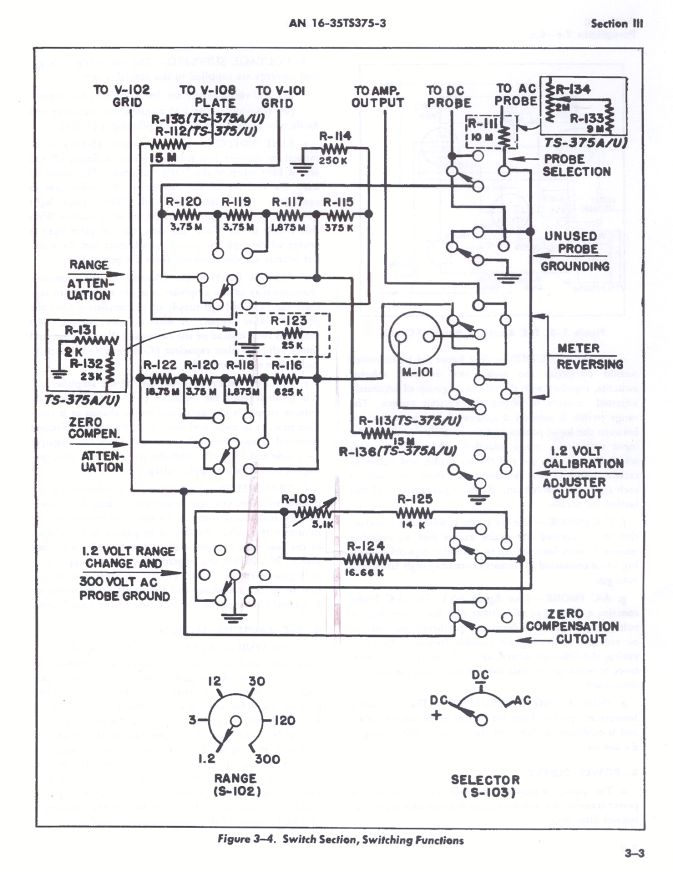 AN 16-35TS375-3
Section III
TO V-102
GRID
TO V-108
PLATE
TO V-101
GRID
TO AMP.
OUTPUT
TO DC
PROBE
TO AC
PROBE
R-134
2M
R-133
9 M
TS-375A/U)
R-135(TS-375A/U)
R-112(TS-375/U)
15 M
R-114
250 K
R-111
10 M
PROBE
SELECTION
R-120
3.75 M
R-119
3.75 M
R-117
1.875 M
R-115
375 K
UNUSED
PROBE
GROUNDING
RANGE
ATTEN-
UATION
R-123
25 K
R-131
2 K
R-132
23K
TS-375A/U)
M-101
METER
REVERSING
R-122
18.75 M
R-120
3.75 M
R-118
1.875 M
R-116
625 K
R-113(TS-375/U)
15 M
R-136(TS-375A/U)
ZERO
COMPEN.
ATTEN-
UATION
1.2 VOLT
CALIBRATION
ADJUSTER
CUTOUT
R-109
5.1K
R-125
14 K
R-124
16.66 K
1.2 VOLT RANGE
CHANGE AND
300 VOLT AC
PROBE GROUND
ZERO
COMPENSATION
CUTOUT
12
30
3
120
1.2
300
RANGE
(S-102)
DC
DC
AC
+
SELECTOR
(S-103)
Figure 3-4. Switch Section, Switching Functions
3-3